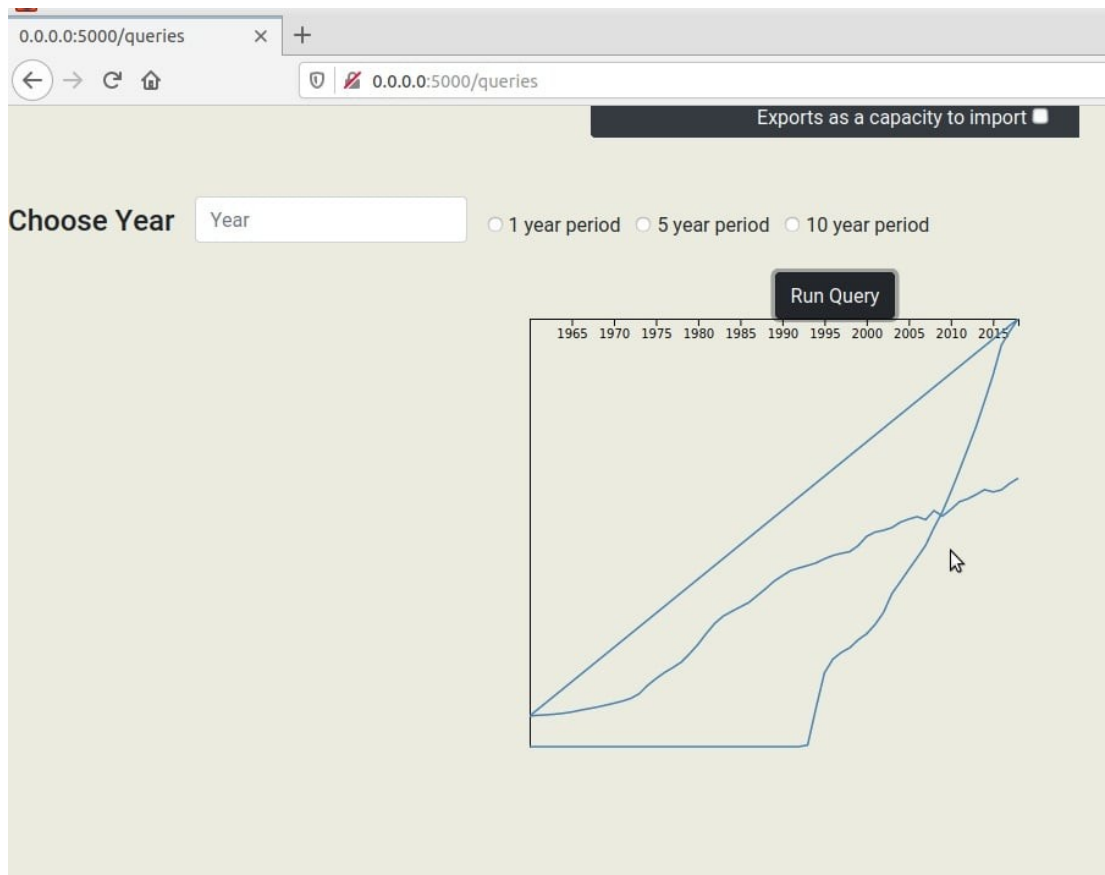 0.0.0.0:5000/queries
0.0.0.0:5000/queries
Exports as a capacity to import
Choose Year Year 1 year period 5 year period 10 year period
Run Query
1965 1970 1975 1980 1985 1990 1995 2000 2005 2010 2015